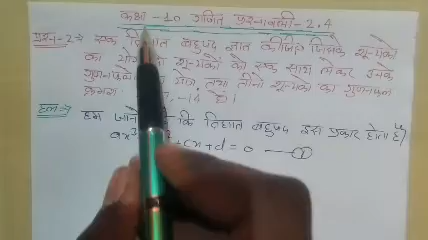 कक्षा - 10 गणित प्रश्नावली - 2.4
प्रश्न-2 एक त्रिघात बहुपद ज्ञात कीजिए जिसके शून्यकों
का शून्यकों को एक साथ लेकर उनके
गुणनफलों तथा तीनों शून्यकों का गुणनफल
क्रमशः -14 है।
हल:- हम कि त्रिघात बहुपद इस प्रकार होता है
ax³ + cx + d = 0 — ①